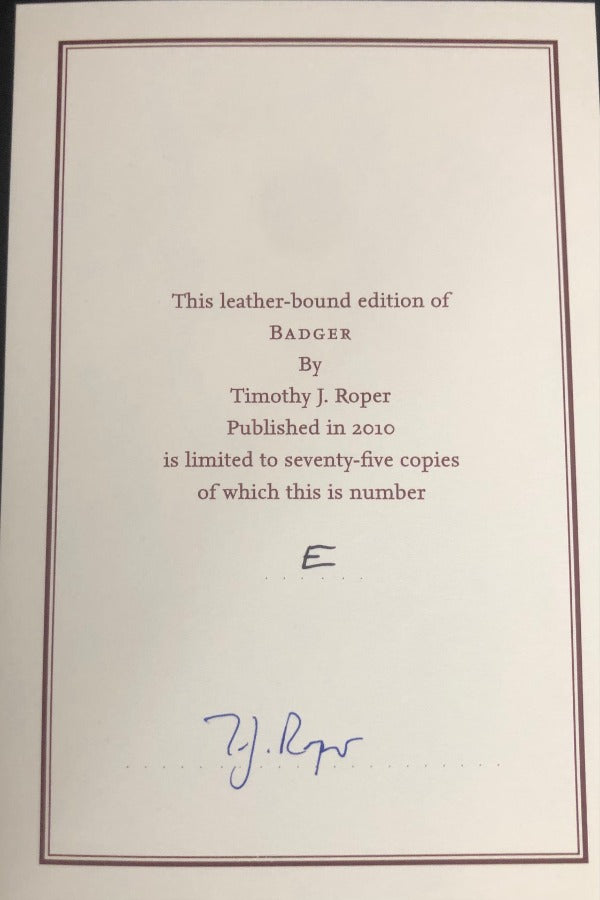 This leather-bound edition of
BADGER
By
Timothy J. Roper
Published in 2010
is limited to seventy-five copies
of which this is number
E
T.J. Roper